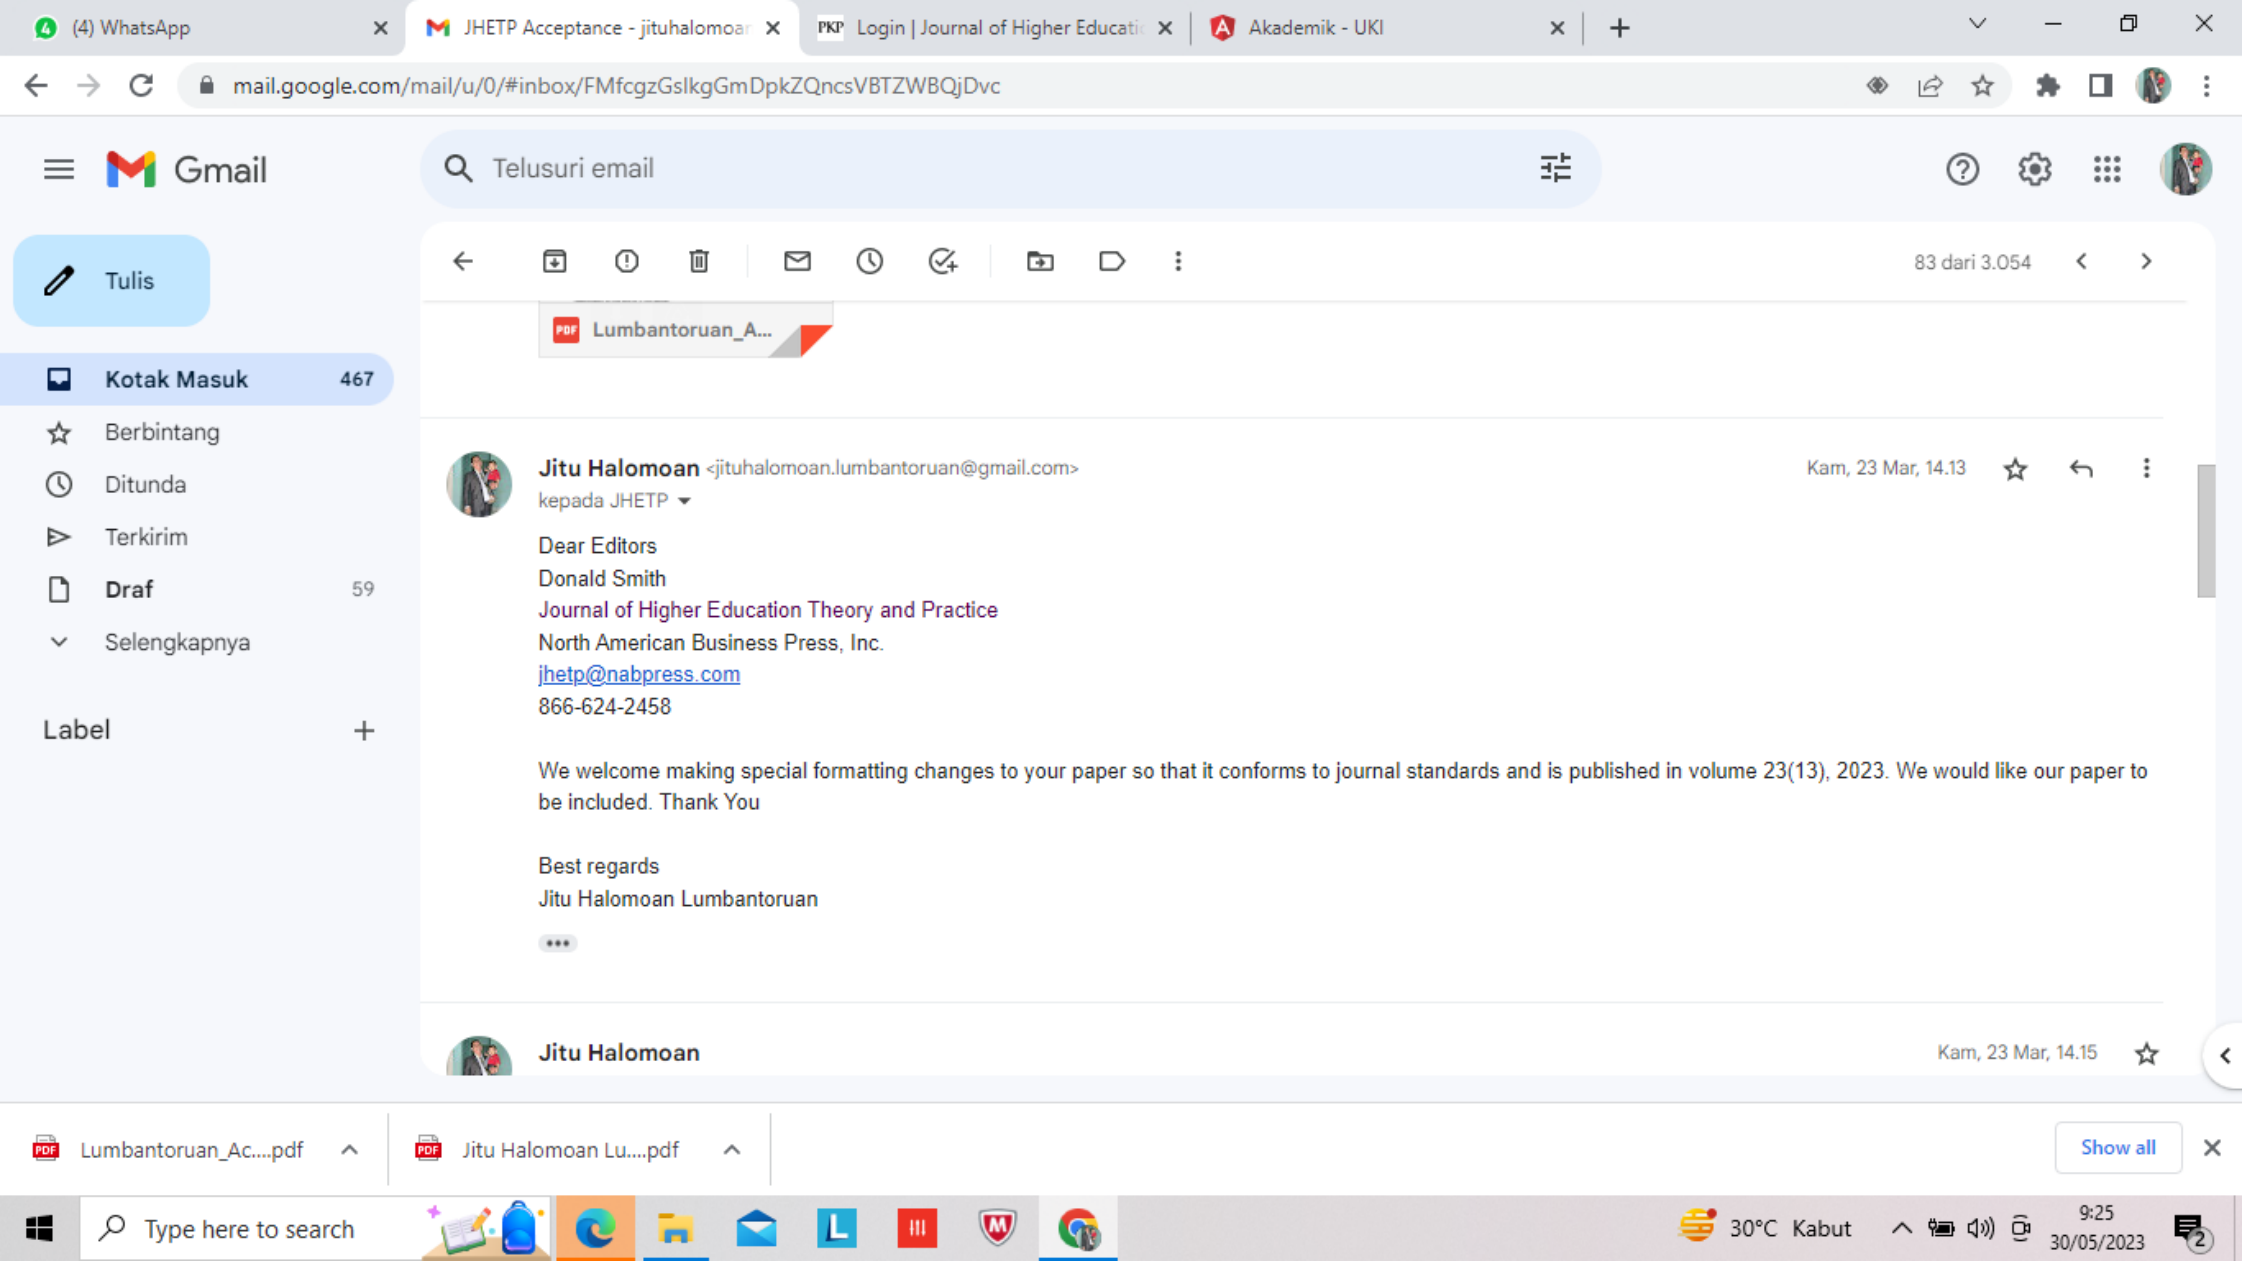 (4) WhatsApp
JHETP Acceptance - jituhalomoan
PKP Login | Journal of Higher Educatio
Akademik - UKI
mail.google.com/mail/u/0/#inbox/FMfcgzGslkgGmDpkZQncsVBTZWBQjDvc
Gmail
Telusuri email
Tulis
83 dari 3.054
PDF Lumbantoruan_A...
Kotak Masuk 467
Berbintang
Ditunda
Terkirim
Draf 59
Selengkapnya
Label
Jitu Halomoan <jituhalomoan.lumbantoruan@gmail.com> Kam, 23 Mar, 14.13
kepada JHETP
Dear Editors
Donald Smith
Journal of Higher Education Theory and Practice
North American Business Press, Inc.
jhetp@nabpress.com
866-624-2458
We welcome making special formatting changes to your paper so that it conforms to journal standards and is published in volume 23(13), 2023. We would like our paper to
be included. Thank You
Best regards
Jitu Halomoan Lumbantoruan
Jitu Halomoan Kam, 23 Mar, 14.15
PDF Lumbantoruan_Ac....pdf
PDF Jitu Halomoan Lu....pdf
Show all
Type here to search
30°C Kabut
9:25
30/05/2023
2